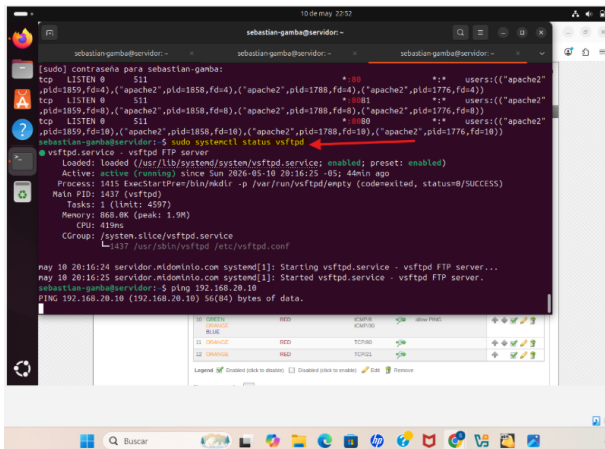 10 de may 22:52
sebastian-gamba@servidor: ~
sebastian-gamba@servidor: ~
sebastian-gamba@servidor: ~
sebastian-gamba@servidor: ~
[sudo] contraseña para sebastian-gamba:
tcp LISTEN 0 511 *:80 *:* users:(("apache2"
,pid=1859,fd=4),("apache2",pid=1858,fd=4),("apache2",pid=1788,fd=4),("apache2",pid=1776,fd=4))
tcp LISTEN 0 511 *:8081 *:* users:(("apache2"
,pid=1859,fd=8),("apache2",pid=1858,fd=8),("apache2",pid=1788,fd=8),("apache2",pid=1776,fd=8))
tcp LISTEN 0 511 *:8080 *:* users:(("apache2"
,pid=1859,fd=10),("apache2",pid=1858,fd=10),("apache2",pid=1788,fd=10),("apache2",pid=1776,fd=10))
sebastian-gamba@servidor:~$ sudo systemctl status vsftpd
● vsftpd.service - vsftpd FTP server
Loaded: loaded (/usr/lib/systemd/system/vsftpd.service; enabled; preset: enabled)
Active: active (running) since Sun 2026-05-10 20:16:25 -05; 44min ago
Process: 1415 ExecStartPre=/bin/mkdir -p /var/run/vsftpd/empty (code=exited, status=0/SUCCESS)
Main PID: 1437 (vsftpd)
Tasks: 1 (limit: 4597)
Memory: 868.0K (peak: 1.9M)
CPU: 419ms
CGroup: /system.slice/vsftpd.service
└─1437 /usr/sbin/vsftpd /etc/vsftpd.conf
may 10 20:16:24 servidor.midominio.com systemd[1]: Starting vsftpd.service - vsftpd FTP server...
may 10 20:16:25 servidor.midominio.com systemd[1]: Started vsftpd.service - vsftpd FTP server.
sebastian-gamba@servidor:~$ ping 192.168.20.10
PING 192.168.20.10 (192.168.20.10) 56(84) bytes of data.
10 GREEN RED ICMP/8 allow PING
ORANGE ICMP/30
BLUE
11 ORANGE RED TCP/80
12 ORANGE RED TCP/21
Legend Enabled (click to disable) Disabled (click to enable) Edit Remove
Buscar